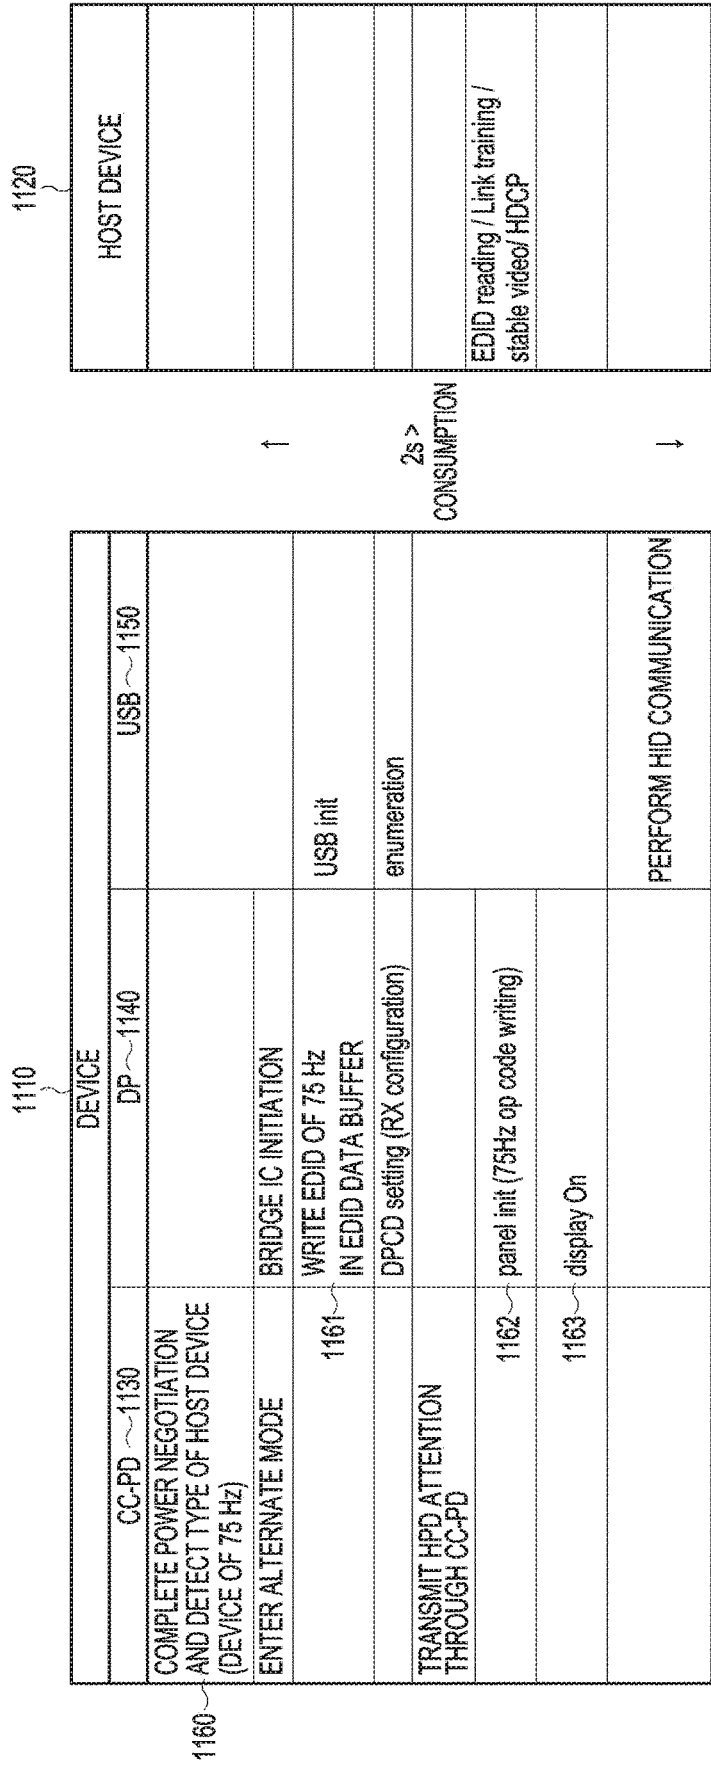 1110
1120
DEVICE
HOST DEVICE
CC-PD ~1130
DP ~1140
USB ~1150
1160
COMPLETE POWER NEGOTIATION
AND DETECT TYPE OF HOST DEVICE
(DEVICE OF 75 Hz)
ENTER ALTERNATE MODE
BRIDGE IC INITIATION
1161
WRITE EDID OF 75 Hz
IN EDID DATA BUFFER
USB init
DPCD setting (RX configuration)
enumeration
2s >
CONSUMPTION
TRANSMIT HPD ATTENTION
THROUGH CC-PD
1162
panel init (75Hz op code writing)
EDID reading / Link training /
stable video/ HDCP
1163
display On
PERFORM HID COMMUNICATION